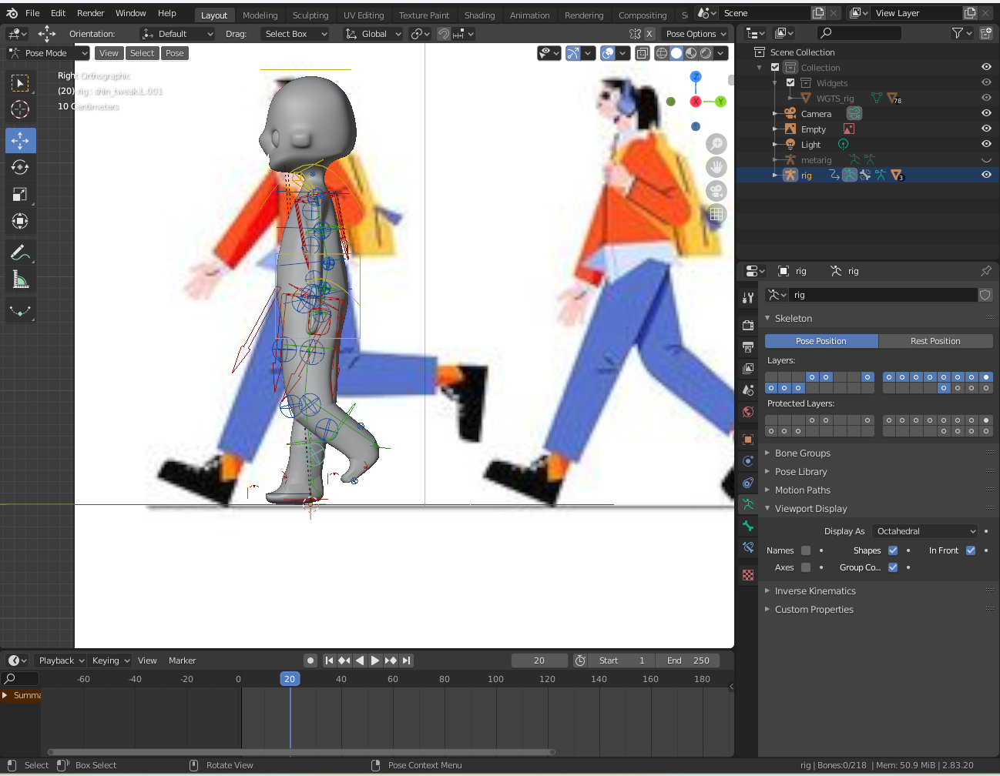 File Edit Render Window Help Layout Modeling Sculpting UV Editing Texture Paint Shading Animation Rendering Compositing Scene View Layer
Orientation: Default Drag: Select Box Global X Pose Options
Pose Mode View Select Pose
Right Orthographic
(20) rig : shin_tweak.L.001
10 Centimeters
Z
X
Y
Scene Collection
Collection
Widgets
WGTS_rig 78
Camera
Empty
Light
metarig
rig 3
rig rig
rig
Skeleton
Pose Position Rest Position
Layers:
Protected Layers:
Bone Groups
Pose Library
Motion Paths
Viewport Display
Display As Octahedral
Names Shapes In Front
Axes Group Co...
Inverse Kinematics
Custom Properties
Playback Keying View Marker 20 Start 1 End 250
-60 -40 -20 0 20 40 60 80 100 120 140 160 180
Summa
Select Box Select Rotate View Pose Context Menu rig | Bones:0/218 | Mem: 50.9 MiB | 2.83.20